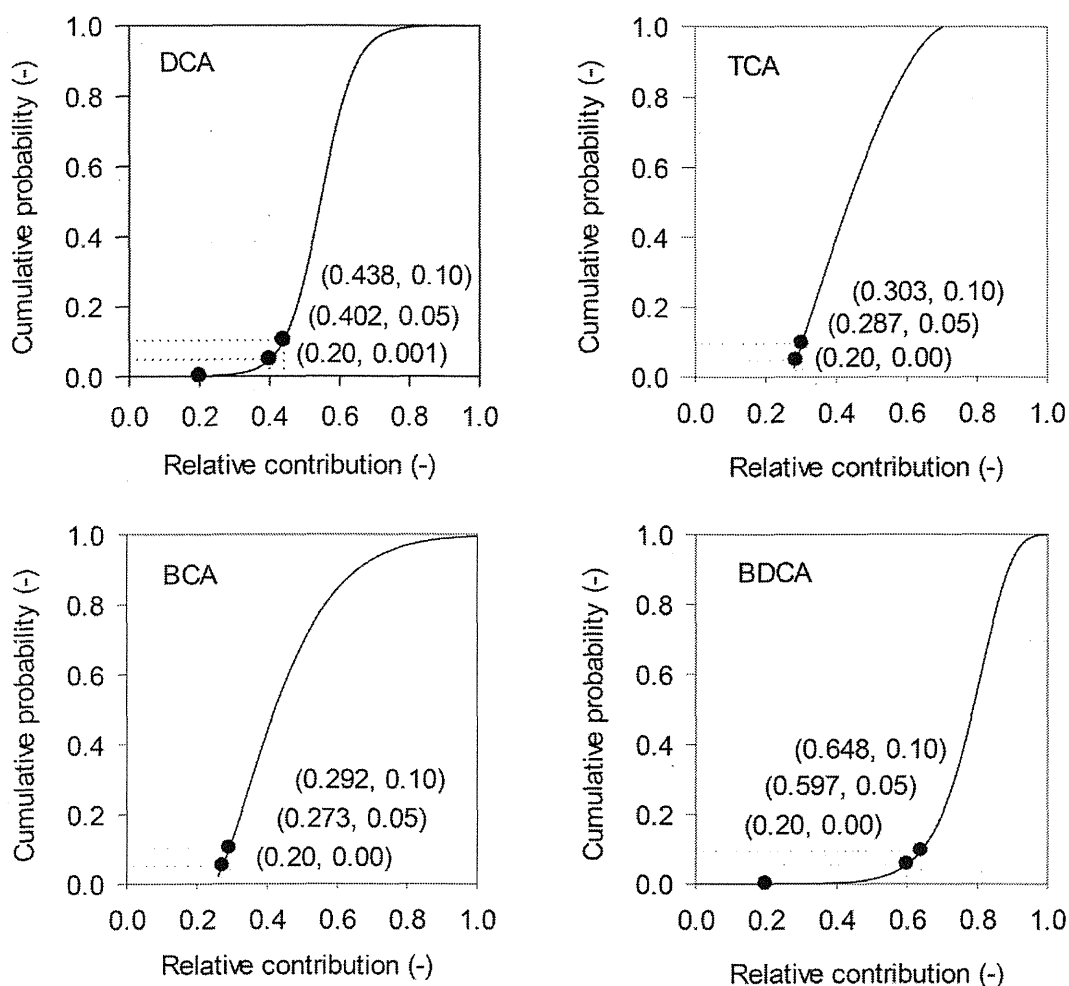 DCA
Cumulative probability (-)
1.0
0.8
0.6
0.4
0.2
0.0
(0.438, 0.10)
(0.402, 0.05)
(0.20, 0.001)
0.0 0.2 0.4 0.6 0.8 1.0
Relative contribution (-)
TCA
Cumulative probability (-)
1.0
0.8
0.6
0.4
0.2
0.0
(0.303, 0.10)
(0.287, 0.05)
(0.20, 0.00)
0.0 0.2 0.4 0.6 0.8 1.0
Relative contribution (-)
BCA
Cumulative probability (-)
1.0
0.8
0.6
0.4
0.2
0.0
(0.292, 0.10)
(0.273, 0.05)
(0.20, 0.00)
0.0 0.2 0.4 0.6 0.8 1.0
Relative contribution (-)
BDCA
Cumulative probability (-)
1.0
0.8
0.6
0.4
0.2
0.0
(0.648, 0.10)
(0.597, 0.05)
(0.20, 0.00)
0.0 0.2 0.4 0.6 0.8 1.0
Relative contribution (-)